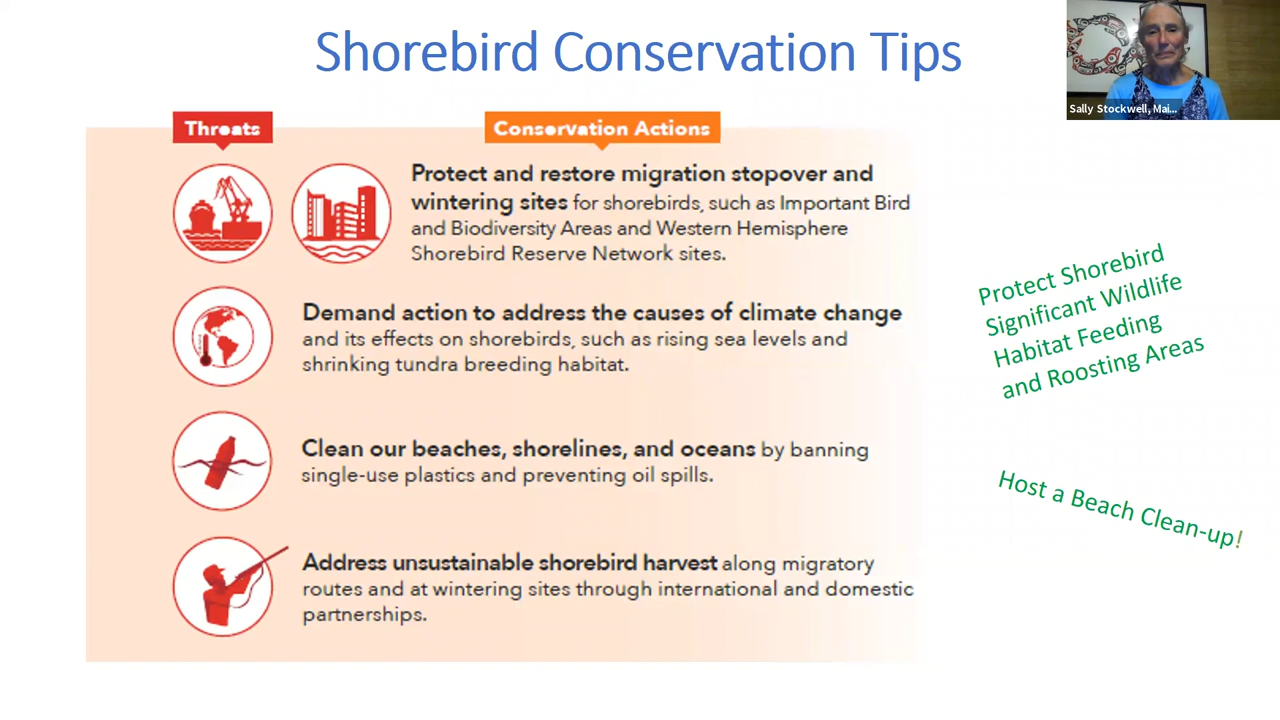 Shorebird Conservation Tips
Sally Stockwell, Mai...
Threats
Conservation Actions
Protect and restore migration stopover and
wintering sites for shorebirds, such as Important Bird
and Biodiversity Areas and Western Hemisphere
Shorebird Reserve Network sites.
Demand action to address the causes of climate change
and its effects on shorebirds, such as rising sea levels and
shrinking tundra breeding habitat.
Clean our beaches, shorelines, and oceans by banning
single-use plastics and preventing oil spills.
Address unsustainable shorebird harvest along migratory
routes and at wintering sites through international and domestic
partnerships.
Protect Shorebird
Significant Wildlife
Habitat Feeding
and Roosting Areas
Host a Beach Clean-up!